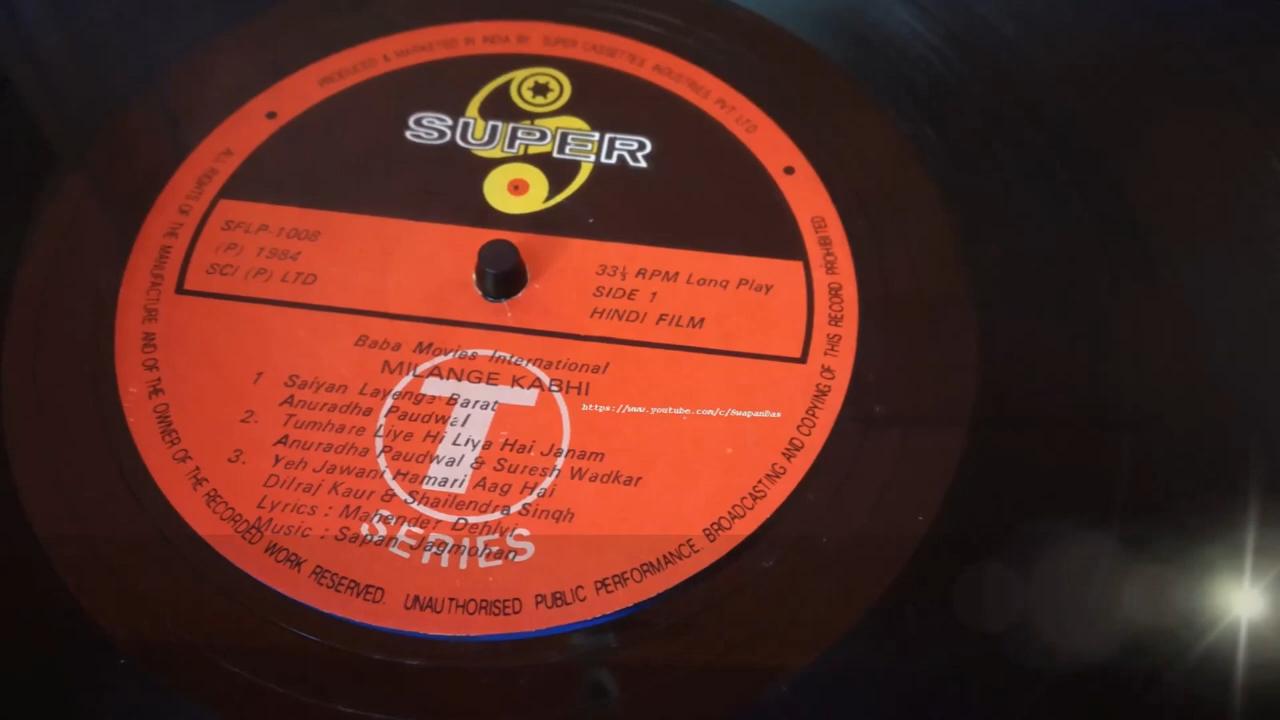 PRODUCED & MARKETED IN INDIA BY SUPER CASSETTES INDUSTRIES PVT LTD
SUPER
SFLP-1008
(P) 1984
SCI (P) LTD
33⅓ RPM Long Play
SIDE 1
HINDI FILM
Baba Movies International
MILANGE KABHI
1 Saiyan Layenge Barat
Anuradha Paudwal
2. Tumhare Liye Hi Liya Hai Janam
Anuradha Paudwal & Suresh Wadkar
3. Yeh Jawani Hamari Aag Hai
Dilraj Kaur & Shailendra Singh
Lyrics : Mahender Dehlvi
Music : Sapan Jagmohan
T
SERIES
https://www.youtube.com/c/SwapanDas
ALL RIGHTS OF THE MANUFACTURE AND OF THE OWNER OF THE RECORDED WORK RESERVED. UNAUTHORISED PUBLIC PERFORMANCE. BROADCASTING AND COPYING OF THIS RECORD PROHIBITED